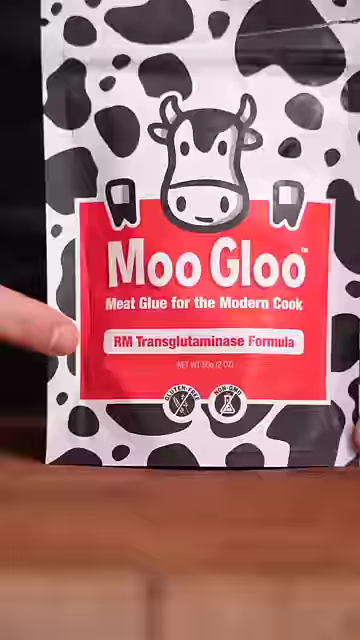 Moo Gloo™
Meat Glue for the Modern Cook
RM Transglutaminase Formula
NET WT 50g (2 OZ)
GLUTEN-FREE
NON-GMO